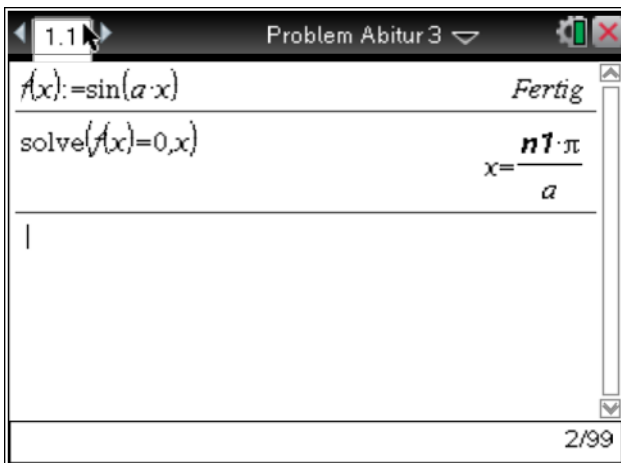 1.1 Problem Abitur 3
f(x):=sin(a·x) Fertig
solve(f(x)=0,x) x=n1·π/a
2/99